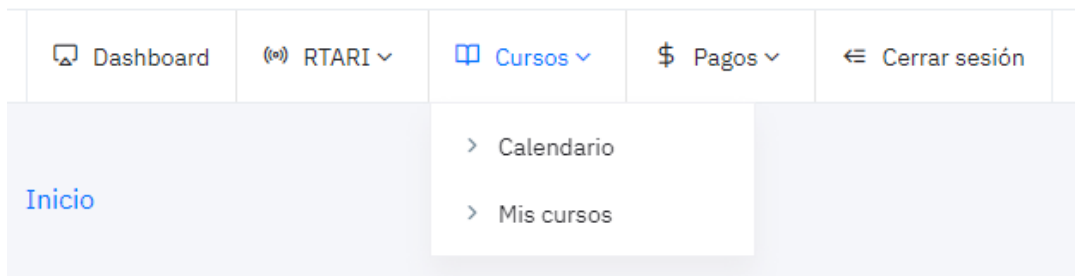 Dashboard RTARI Cursos $ Pagos Cerrar sesión
Calendario
Inicio
Mis cursos